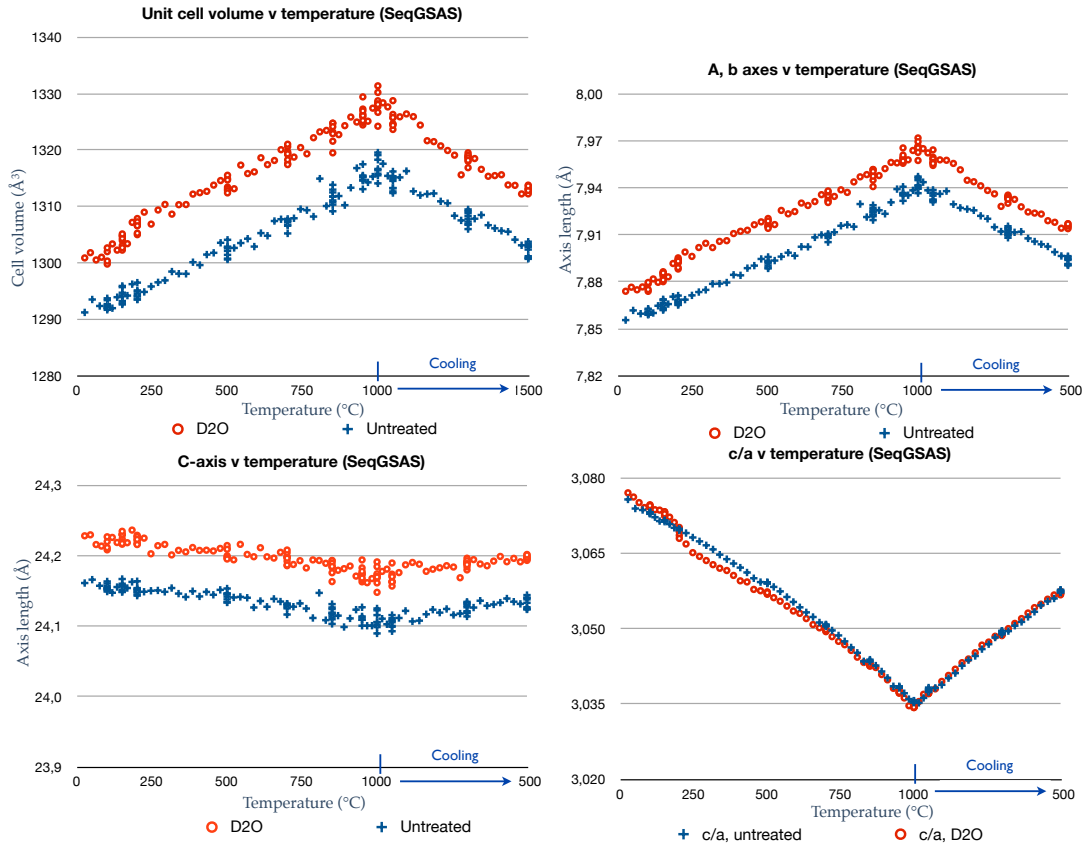 Unit cell volume v temperature (SeqGSAS)
1340
1330
1320
1310
1300
1290
1280
Cell volume (Å³)
0 250 500 750 1000 1250 1500
Cooling
Temperature (°C)
D2O Untreated
A, b axes v temperature (SeqGSAS)
8,00
7,97
7,94
7,91
7,88
7,85
7,82
Axis length (Å)
0 250 500 750 1000 500
Cooling
Temperature (°C)
D2O Untreated
C-axis v temperature (SeqGSAS)
24,3
24,2
24,1
24,0
23,9
Axis length (Å)
0 250 500 750 1000 500
Cooling
Temperature (°C)
D2O Untreated
c/a v temperature (SeqGSAS)
3,080
3,065
3,050
3,035
3,020
0 250 500 750 1000 500
Cooling
Temperature (°C)
c/a, untreated c/a, D2O